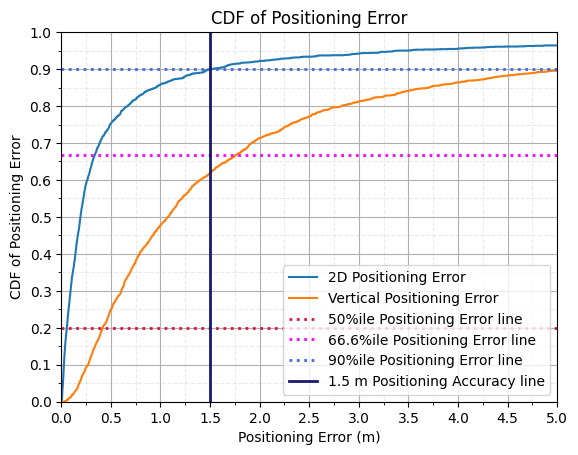 CDF of Positioning Error
CDF of Positioning Error
1.0
0.9
0.8
0.7
0.6
0.5
0.4
0.3
0.2
0.1
0.0
2D Positioning Error
Vertical Positioning Error
50%ile Positioning Error line
66.6%ile Positioning Error line
90%ile Positioning Error line
1.5 m Positioning Accuracy line
0.0 0.5 1.0 1.5 2.0 2.5 3.0 3.5 4.0 4.5 5.0
Positioning Error (m)